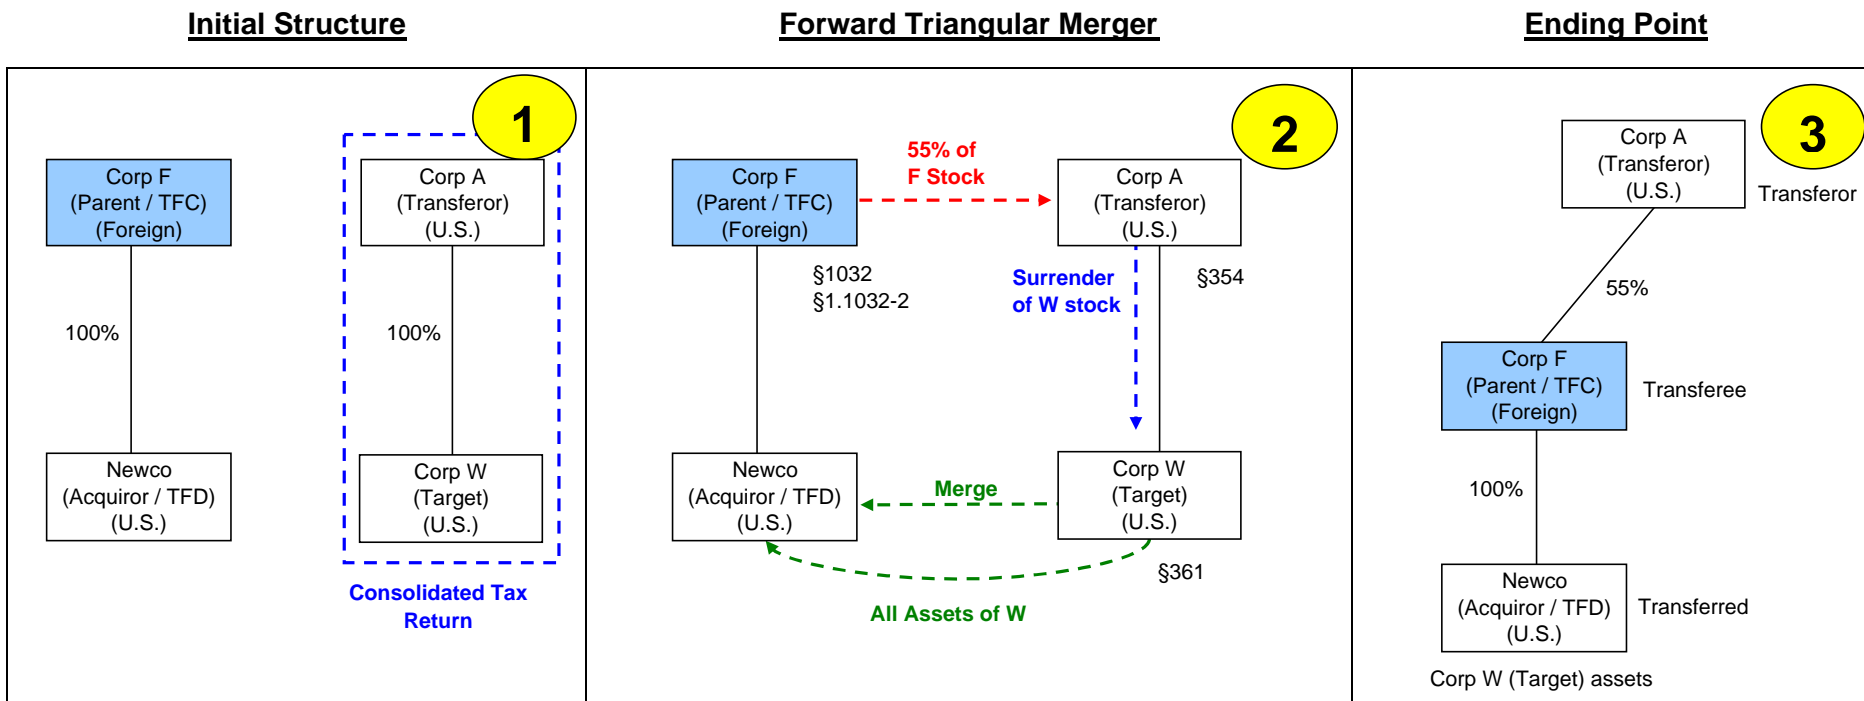 Initial Structure
Forward Triangular Merger
Ending Point
1
Corp F
(Parent / TFC)
(Foreign)
Corp A
(Transferor)
(U.S.)
100%
100%
Newco
(Acquiror / TFD)
(U.S.)
Corp W
(Target)
(U.S.)
Consolidated Tax
Return
2
55% of
F Stock
Corp F
(Parent / TFC)
(Foreign)
Corp A
(Transferor)
(U.S.)
§1032
§1.1032-2
Surrender
of W stock
§354
Newco
(Acquiror / TFD)
(U.S.)
Merge
Corp W
(Target)
(U.S.)
§361
All Assets of W
3
Corp A
(Transferor)
(U.S.)
Transferor
55%
Corp F
(Parent / TFC)
(Foreign)
Transferee
100%
Newco
(Acquiror / TFD)
(U.S.)
Transferred
Corp W (Target) assets